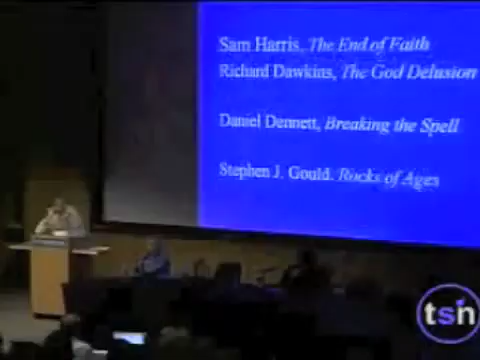 Sam Harris, The End of Faith
Richard Dawkins, The God Delusion
Daniel Dennett, Breaking the Spell
Stephen J. Gould. Rocks of Ages
tsn